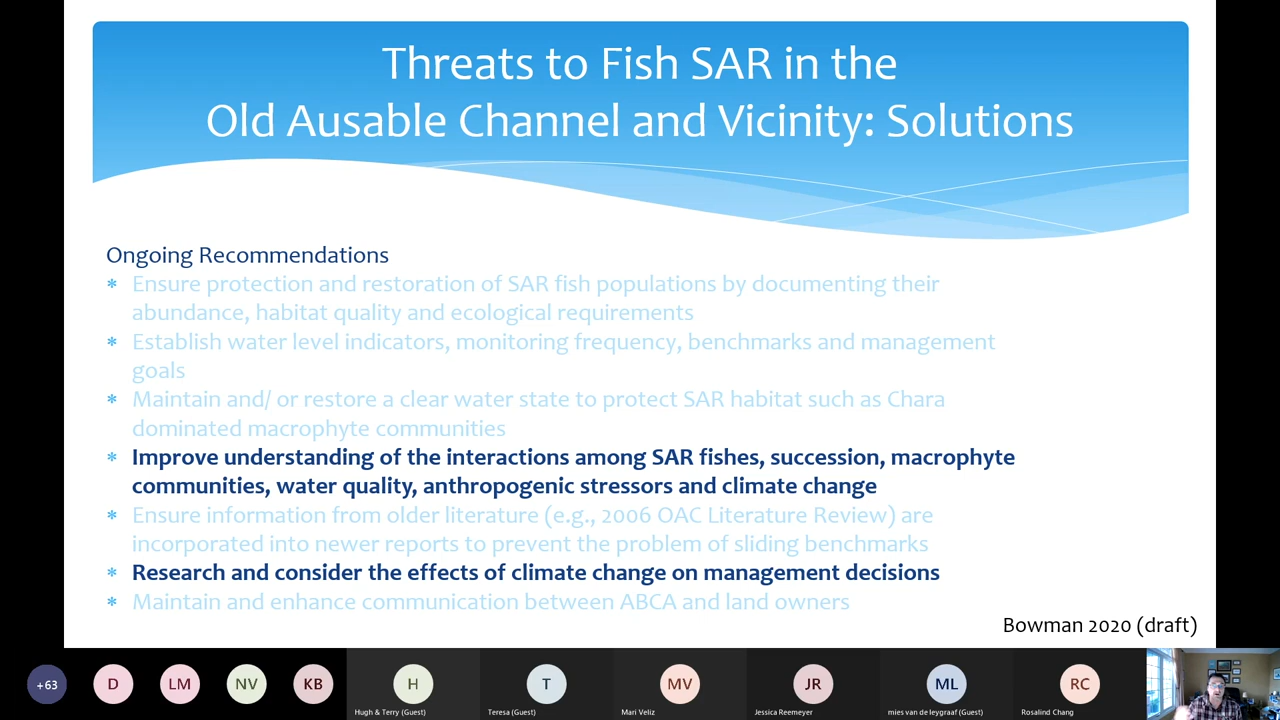 Threats to Fish SAR in the
Old Ausable Channel and Vicinity: Solutions
Ongoing Recommendations
* Ensure protection and restoration of SAR fish populations by documenting their
abundance, habitat quality and ecological requirements
* Establish water level indicators, monitoring frequency, benchmarks and management
goals
* Maintain and/ or restore a clear water state to protect SAR habitat such as Chara
dominated macrophyte communities
* Improve understanding of the interactions among SAR fishes, succession, macrophyte
communities, water quality, anthropogenic stressors and climate change
* Ensure information from older literature (e.g., 2006 OAC Literature Review) are
incorporated into newer reports to prevent the problem of sliding benchmarks
* Research and consider the effects of climate change on management decisions
* Maintain and enhance communication between ABCA and land owners
Bowman 2020 (draft)
+63 D LM NV KB H T MV JR ML RC
Hugh & Terry (Guest) Teresa (Guest) Mari Veliz Jessica Reemeyer mies van de leygraaf (Guest) Rosalind Chang